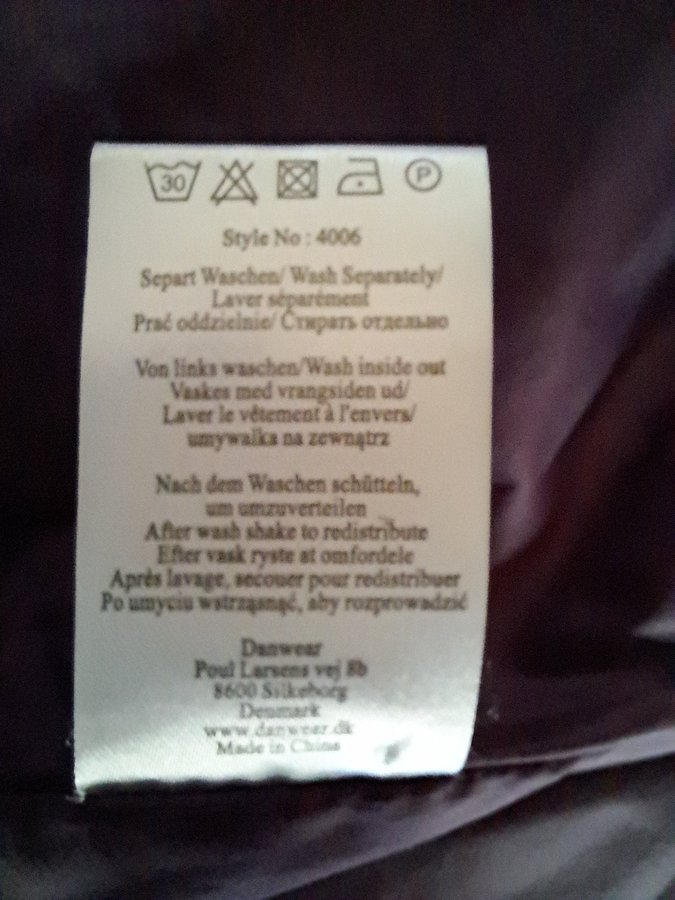 30
P
Style No : 4006
Separt Waschen/ Wash Separately/
Laver séparément
Prać oddzielnie/ Стирать отдельно
Von links waschen/Wash inside out
Vaskes med vrangsiden ud/
Laver le vêtement à l'envers/
umywalka na zewnątrz
Nach dem Waschen schütteln,
um umzuverteilen
After wash shake to redistribute
Efter vask ryste at omfordele
Après lavage, secouer pour redistribuer
Po umyciu wstrząsnąć, aby rozprowadzić
Danwear
Poul Larsens vej 8b
8600 Silkeborg
Denmark
www.danwear.dk
Made in China